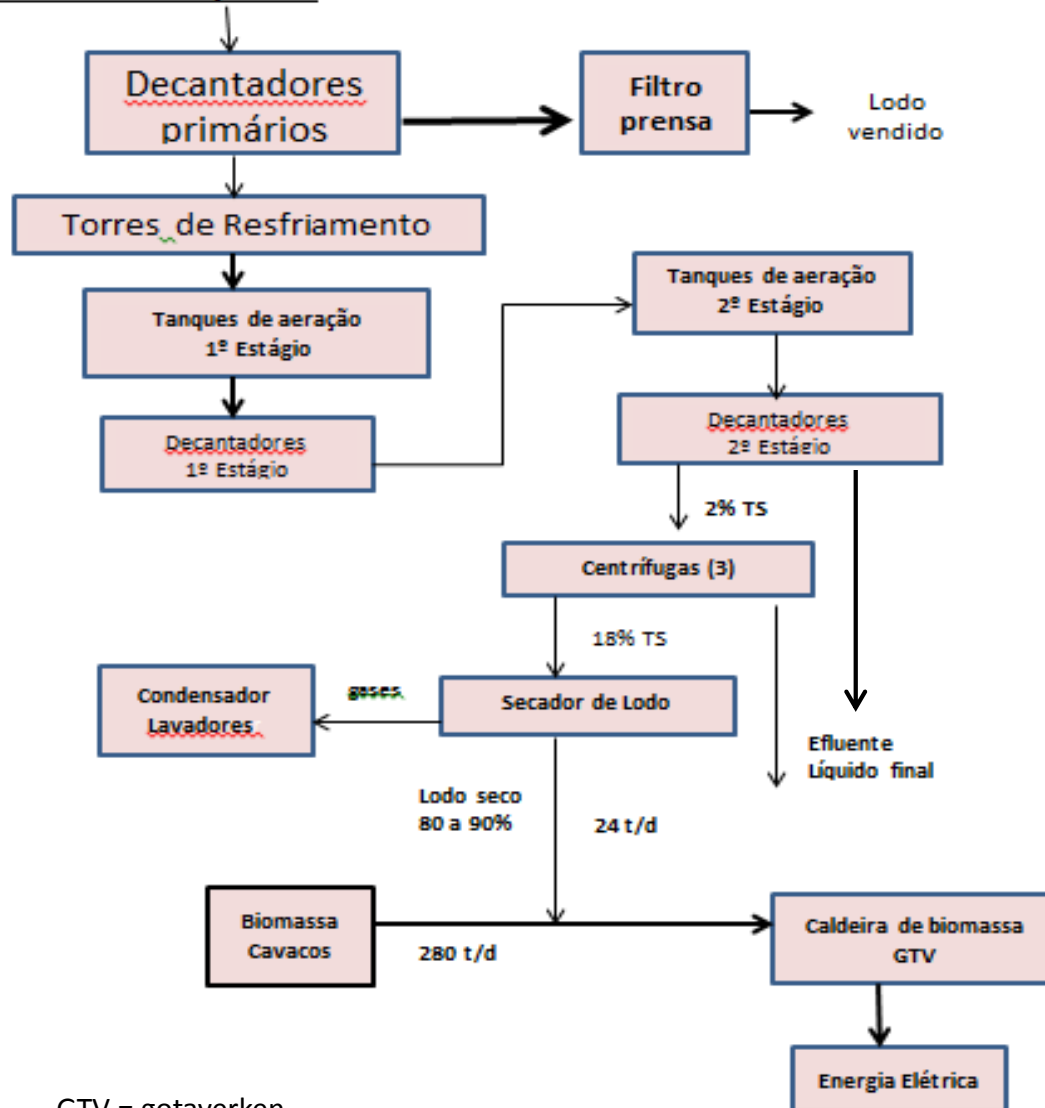 Decantadores
primários
Filtro
prensa
Lodo
vendido
Torres de Resfriamento
Tanques de aeração
1º Estágio
Tanques de aeração
2º Estágio
Decantadores
1º Estágio
Decantadores
2º Estágio
2% TS
Centrífugas (3)
18% TS
Condensador
Lavadores
gases
Secador de Lodo
Efluente
Líquido final
Lodo seco
80 a 90%
24 t/d
Biomassa
Cavacos
280 t/d
Caldeira de biomassa
GTV
Energia Elétrica
GTV = gotaverken